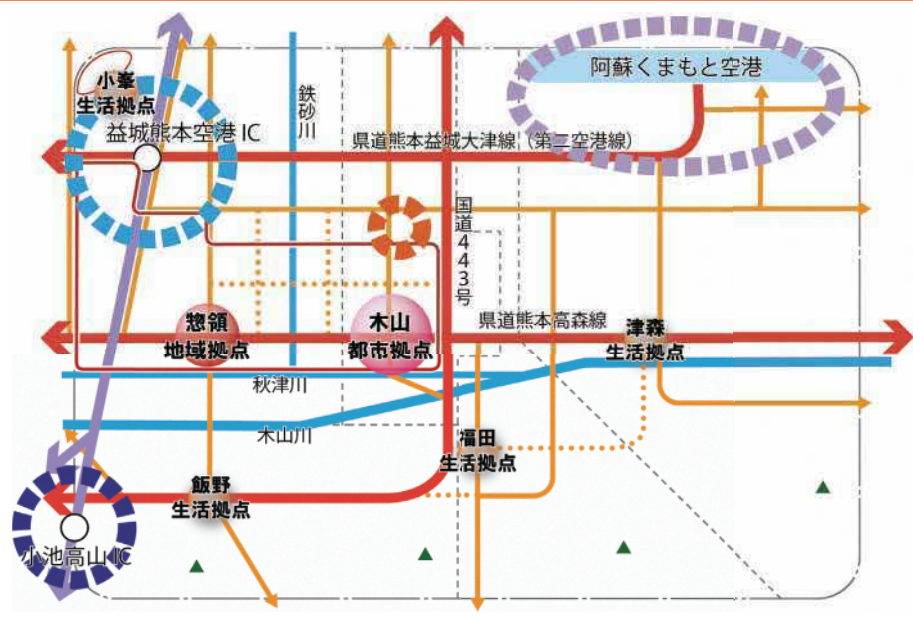 阿蘇くまもと空港
小峯
生活拠点
鉄砂川
益城熊本空港IC
県道熊本益城大津線（第二空港線）
国道443号
惣領
地域拠点
木山
都市拠点
県道熊本高森線
津森
生活拠点
秋津川
木山川
福田
生活拠点
飯野
生活拠点
小池高山IC